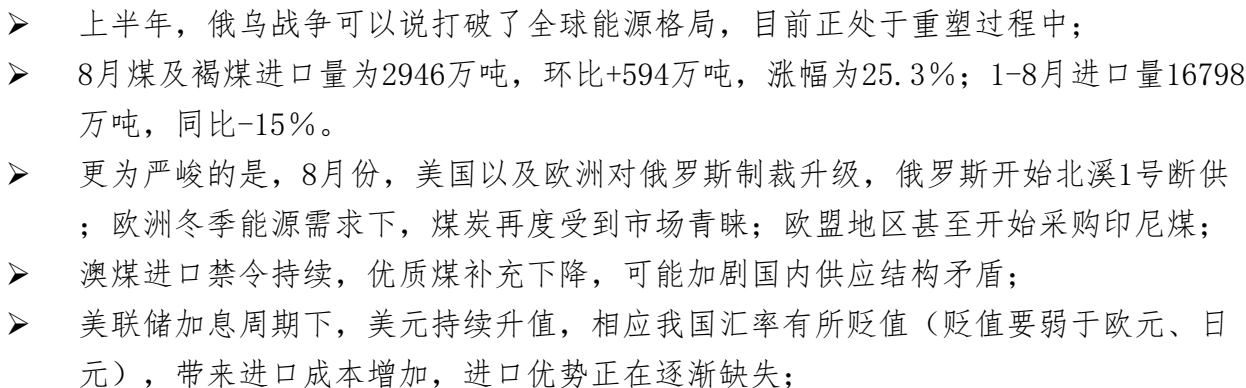 ➢ 上半年，俄乌战争可以说打破了全球能源格局，目前正处于重塑过程中；
➢ 8月煤及褐煤进口量为2946万吨，环比+594万吨，涨幅为25.3%；1-8月进口量16798
万吨，同比-15%。
➢ 更为严峻的是，8月份，美国以及欧洲对俄罗斯制裁升级，俄罗斯开始北溪1号断供
；欧洲冬季能源需求下，煤炭再度受到市场青睐；欧盟地区甚至开始采购印尼煤；
➢ 澳煤进口禁令持续，优质煤补充下降，可能加剧国内供应结构矛盾；
➢ 美联储加息周期下，美元持续升值，相应我国汇率有所贬值（贬值要弱于欧元、日
元），带来进口成本增加，进口优势正在逐渐缺失；